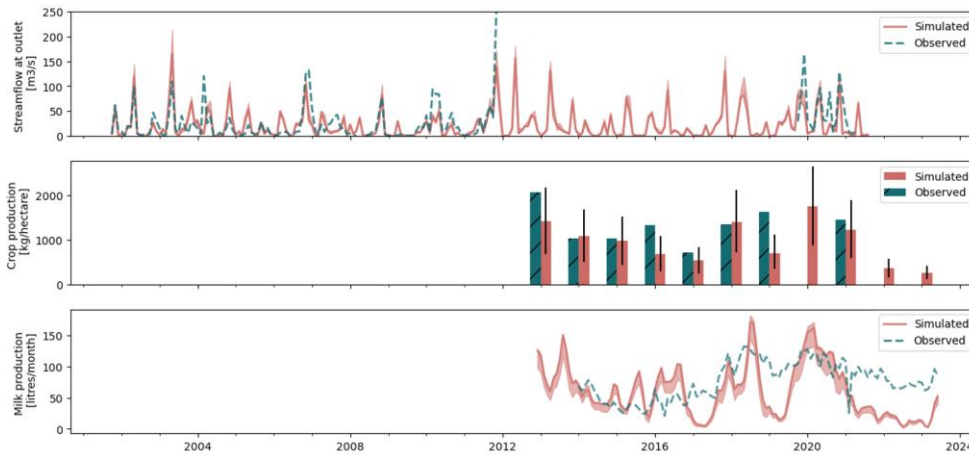 Streamflow at outlet
[m3/s]
250
200
150
100
50
0
Simulated
Observed
Crop production
[kg/hectare]
2000
1000
0
Simulated
Observed
Milk production
[litres/month]
150
100
50
0
Simulated
Observed
2004
2008
2012
2016
2020
2024